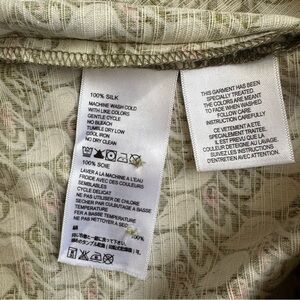 100% SILK
MACHINE WASH COLD
WITH LIKE COLORS
GENTLE CYCLE
NO BLEACH
TUMBLE DRY LOW
COOL IRON
NO DRY CLEAN
100% SOIE
LAVER A LA MACHINE A L'EAU
FROIDE AVEC DES COULEURS
SEMBLABLES
CYCLE DELICAT
NE PAS UTILISER DE CHLORE
SECHER PAR CULBUTAGE A BASSE
TEMPERATURE
FER A BASSE TEMPERATURE
NE PAS NETTOYER A SEC
100%
THIS GARMENT HAS BEEN
SPECIALLY TREATED.
THE COLORS ARE MEANT
TO FADE WHEN WASHED
FOLLOW CARE
INSTRUCTION CAREFULLY
CE VETEMENT A ETE
SPECIALEMENT TRAITEE.
IL EST PREVU QUE LA
COULEUR DETEIGNE AU LAVAGE.
SUIVEZ LES INSTRUCTIONS
D'ENTRETIEN